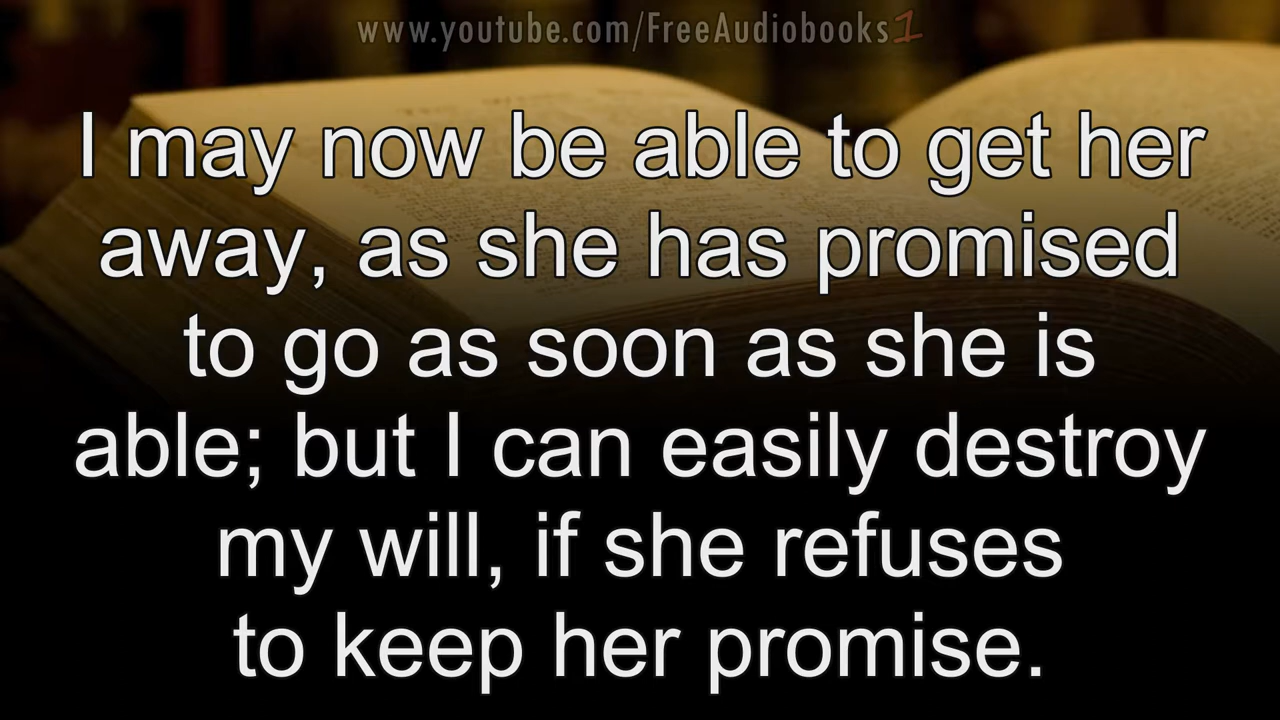 www.youtube.com/FreeAudiobooks1
I may now be able to get her
away, as she has promised
to go as soon as she is
able; but I can easily destroy
my will, if she refuses
to keep her promise.